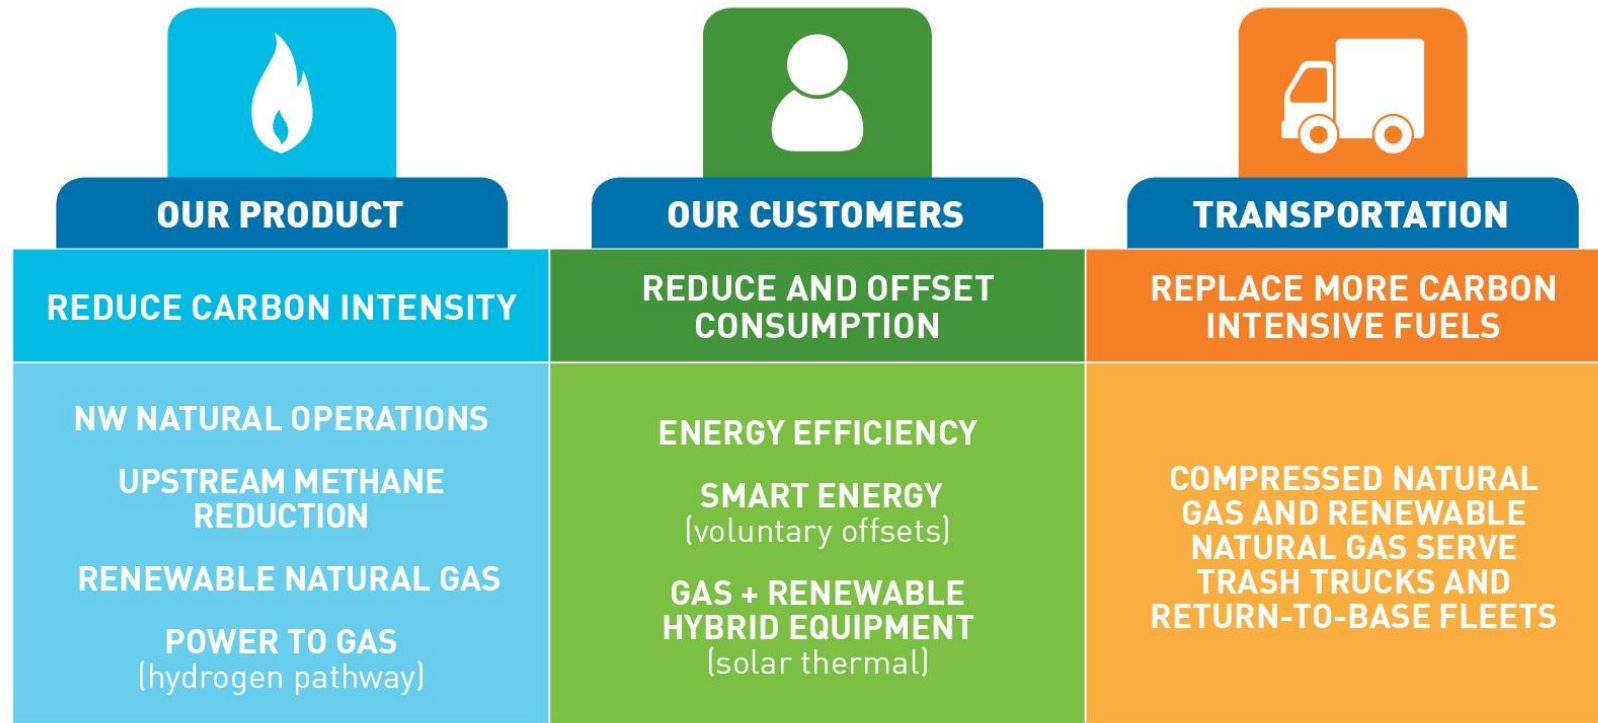 OUR PRODUCT
REDUCE CARBON INTENSITY
NW NATURAL OPERATIONS
UPSTREAM METHANE
REDUCTION
RENEWABLE NATURAL GAS
POWER TO GAS
(hydrogen pathway)
OUR CUSTOMERS
REDUCE AND OFFSET
CONSUMPTION
ENERGY EFFICIENCY
SMART ENERGY
(voluntary offsets)
GAS + RENEWABLE
HYBRID EQUIPMENT
(solar thermal)
TRANSPORTATION
REPLACE MORE CARBON
INTENSIVE FUELS
COMPRESSED NATURAL
GAS AND RENEWABLE
NATURAL GAS SERVE
TRASH TRUCKS AND
RETURN-TO-BASE FLEETS